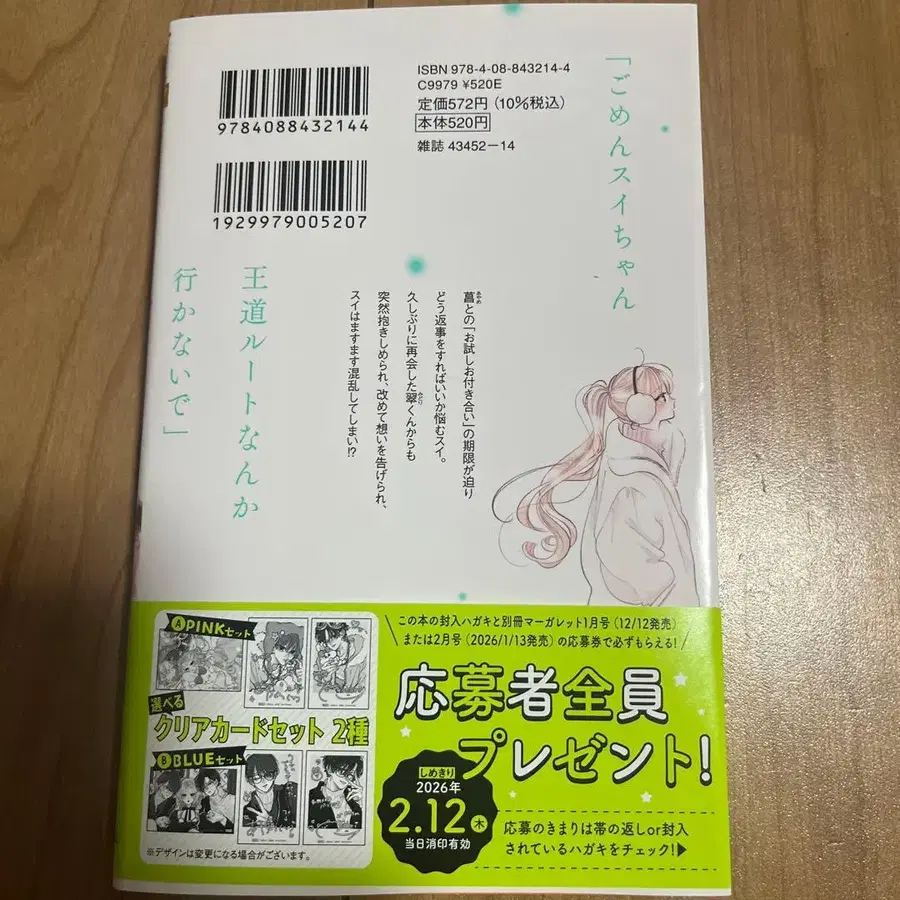 9784088432144
1929979005207
ISBN 978-4-08-843214-4
C9979 ¥520E
定価572円(10%税込)
本体520円
雑誌 43452-14
「ごめんスイちゃん
王道ルートなんか
行かないで」
菖との「お試しお付き合い」の期限が迫り
あやめ
どう返事をすればいいか悩むスイ。
久しぶりに再会した翠くんからも
みどり
突然抱きしめられ、改めて想いを告げられ、
スイはますます混乱してしまい!?
この本の封入ハガキと別冊マーガレット1月号(12/12発売)
または2月号(2026/1/13発売)の応募券で必ずもらえる!
応募者全員
プレゼント!
A PINKセット
選べる
クリアカードセット 2種
B BLUEセット
※デザインは変更になる場合がございます。
しめきり
2026年
2.12木
当日消印有効
応募のきまりは帯の返しor封入
されているハガキをチェック!▶